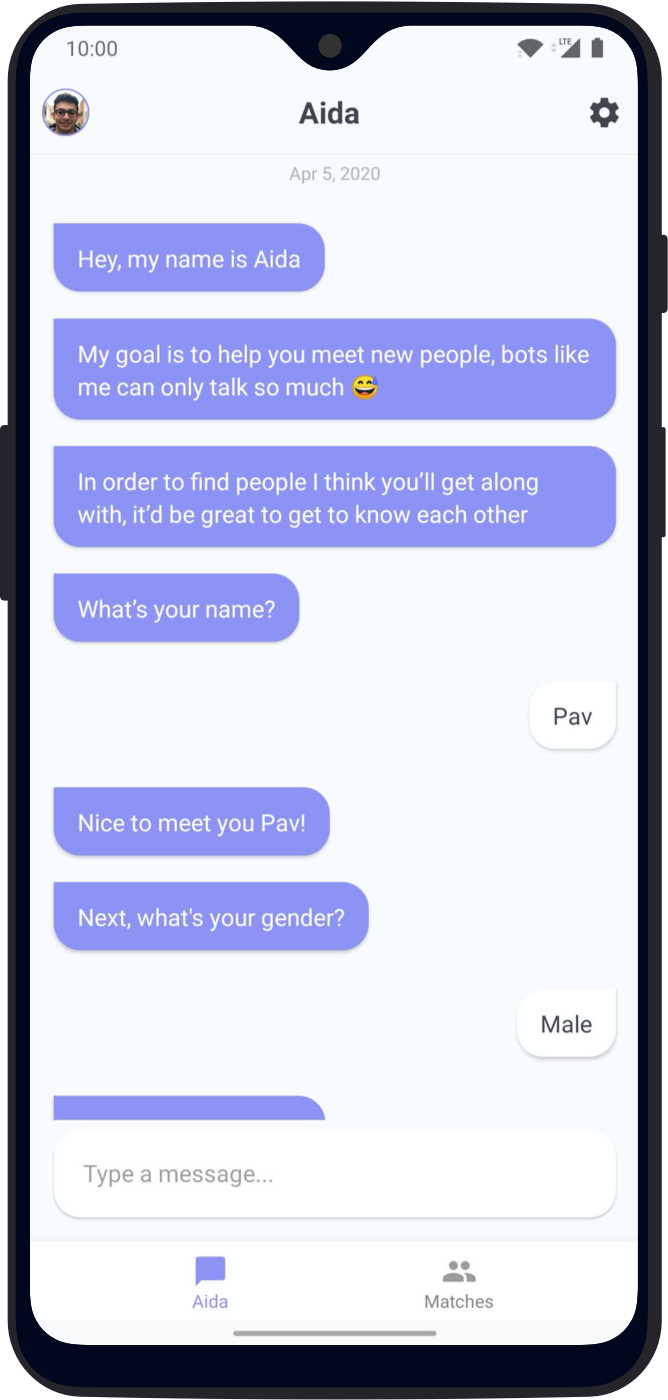 10:00
LTE
Aida
Apr 5, 2020
Hey, my name is Aida
My goal is to help you meet new people, bots like
me can only talk so much 😅
In order to find people I think you’ll get along
with, it’d be great to get to know each other
What’s your name?
Pav
Nice to meet you Pav!
Next, what's your gender?
Male
Type a message...
Aida
Matches